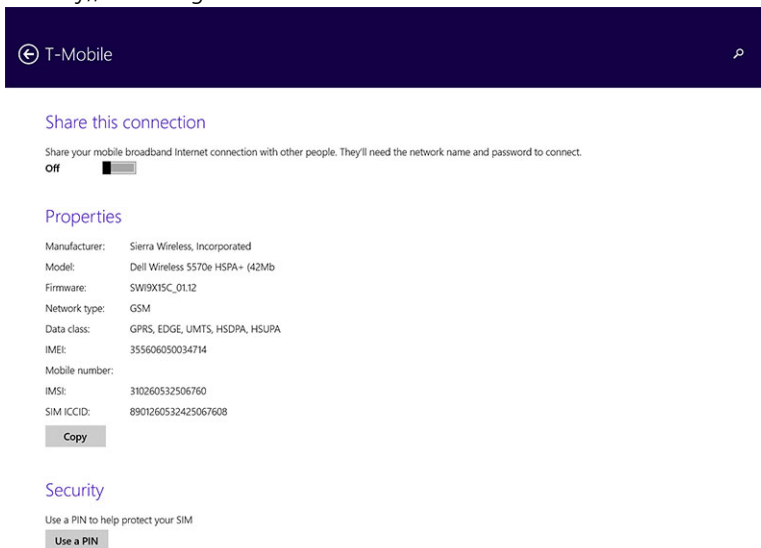 T-Mobile
Share this connection
Share your mobile broadband Internet connection with other people. They'll need the network name and password to connect.
Off
Properties
Manufacturer: Sierra Wireless, Incorporated
Model: Dell Wireless 5570e HSPA+ (42Mb
Firmware: SWI9X15C_01.12
Network type: GSM
Data class: GPRS, EDGE, UMTS, HSDPA, HSUPA
IMEI: 355606050034714
Mobile number:
IMSI: 310260532506760
SIM ICCID: 8901260532425067608
Copy
Security
Use a PIN to help protect your SIM
Use a PIN